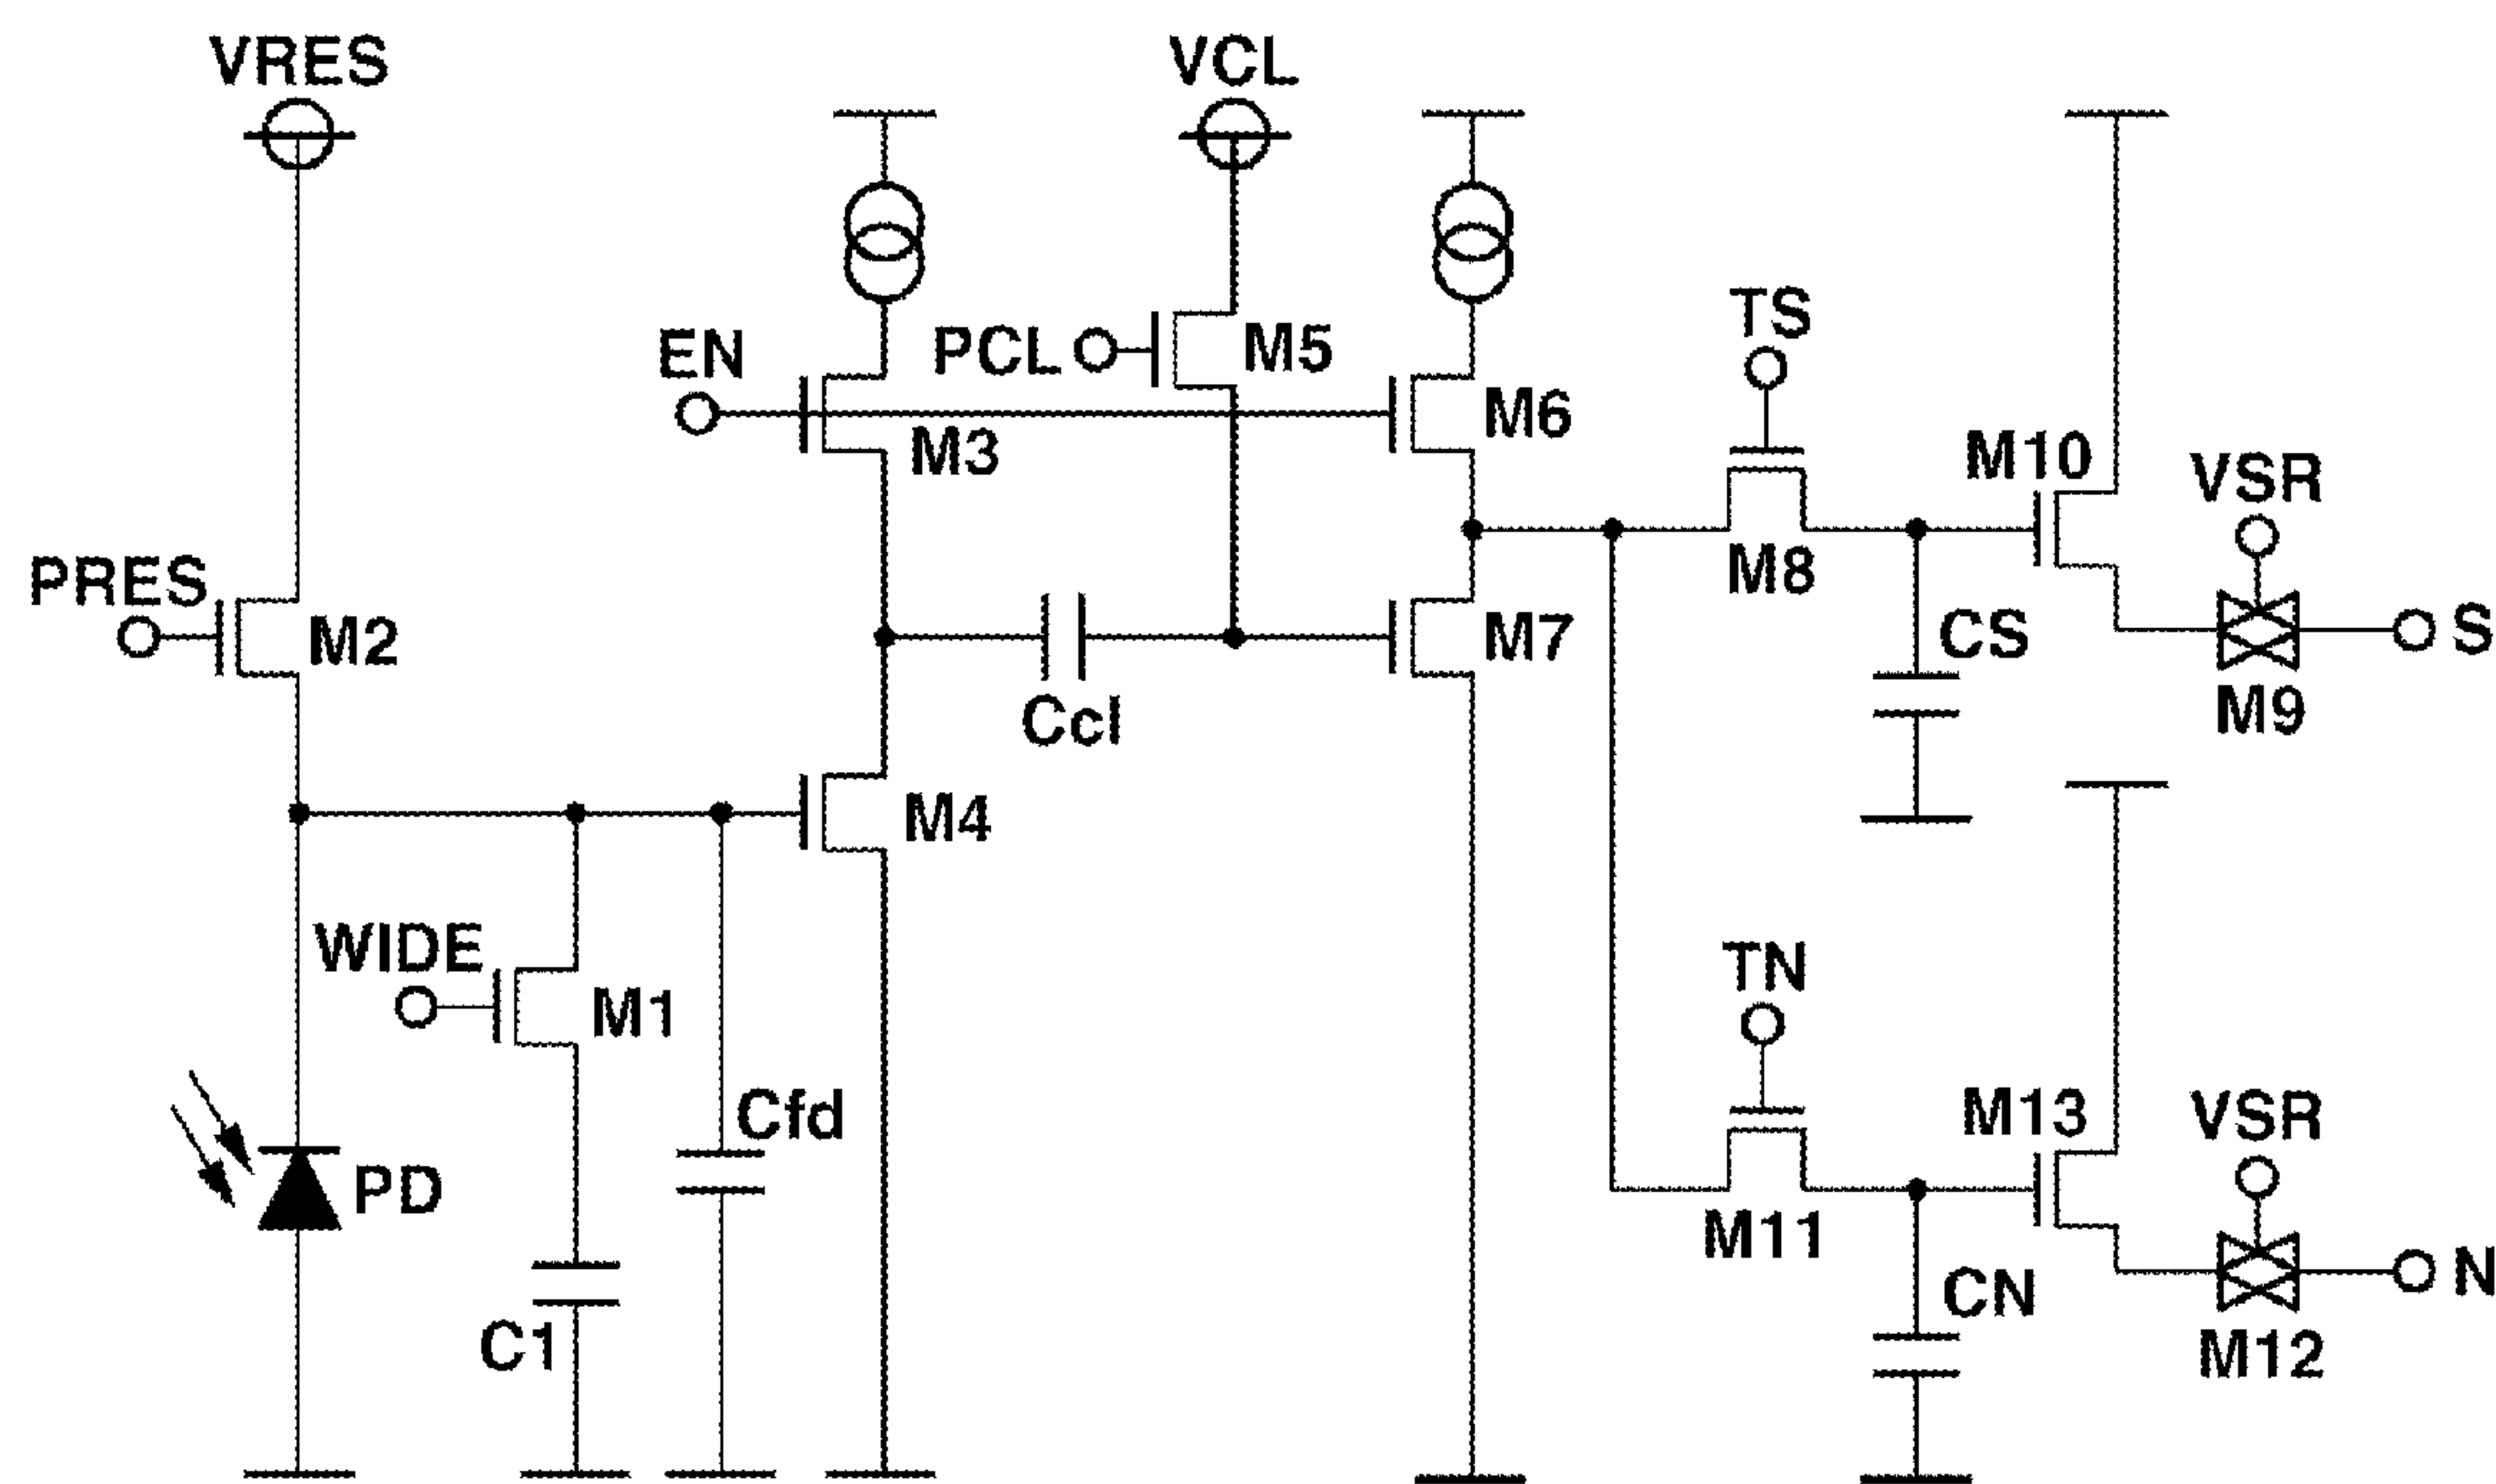 VRES
VCL
TS
EN
PCL
M5
M6
M3
M10
VSR
PRES
M2
M8
M7
CS
S
M9
Ccl
M4
WIDE
M1
TN
Cfd
M13
VSR
PD
M11
CN
N
C1
M12